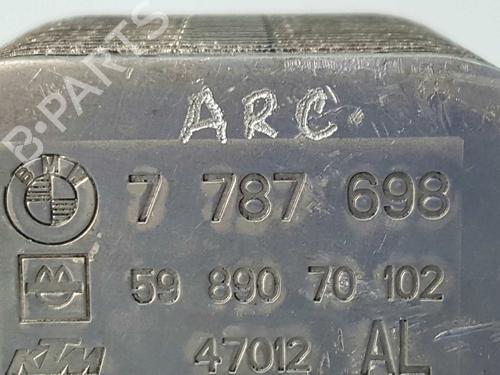 ARC
B-PARTS
BMW 7 787 698
59 890 70 102
KTM 47012 AL